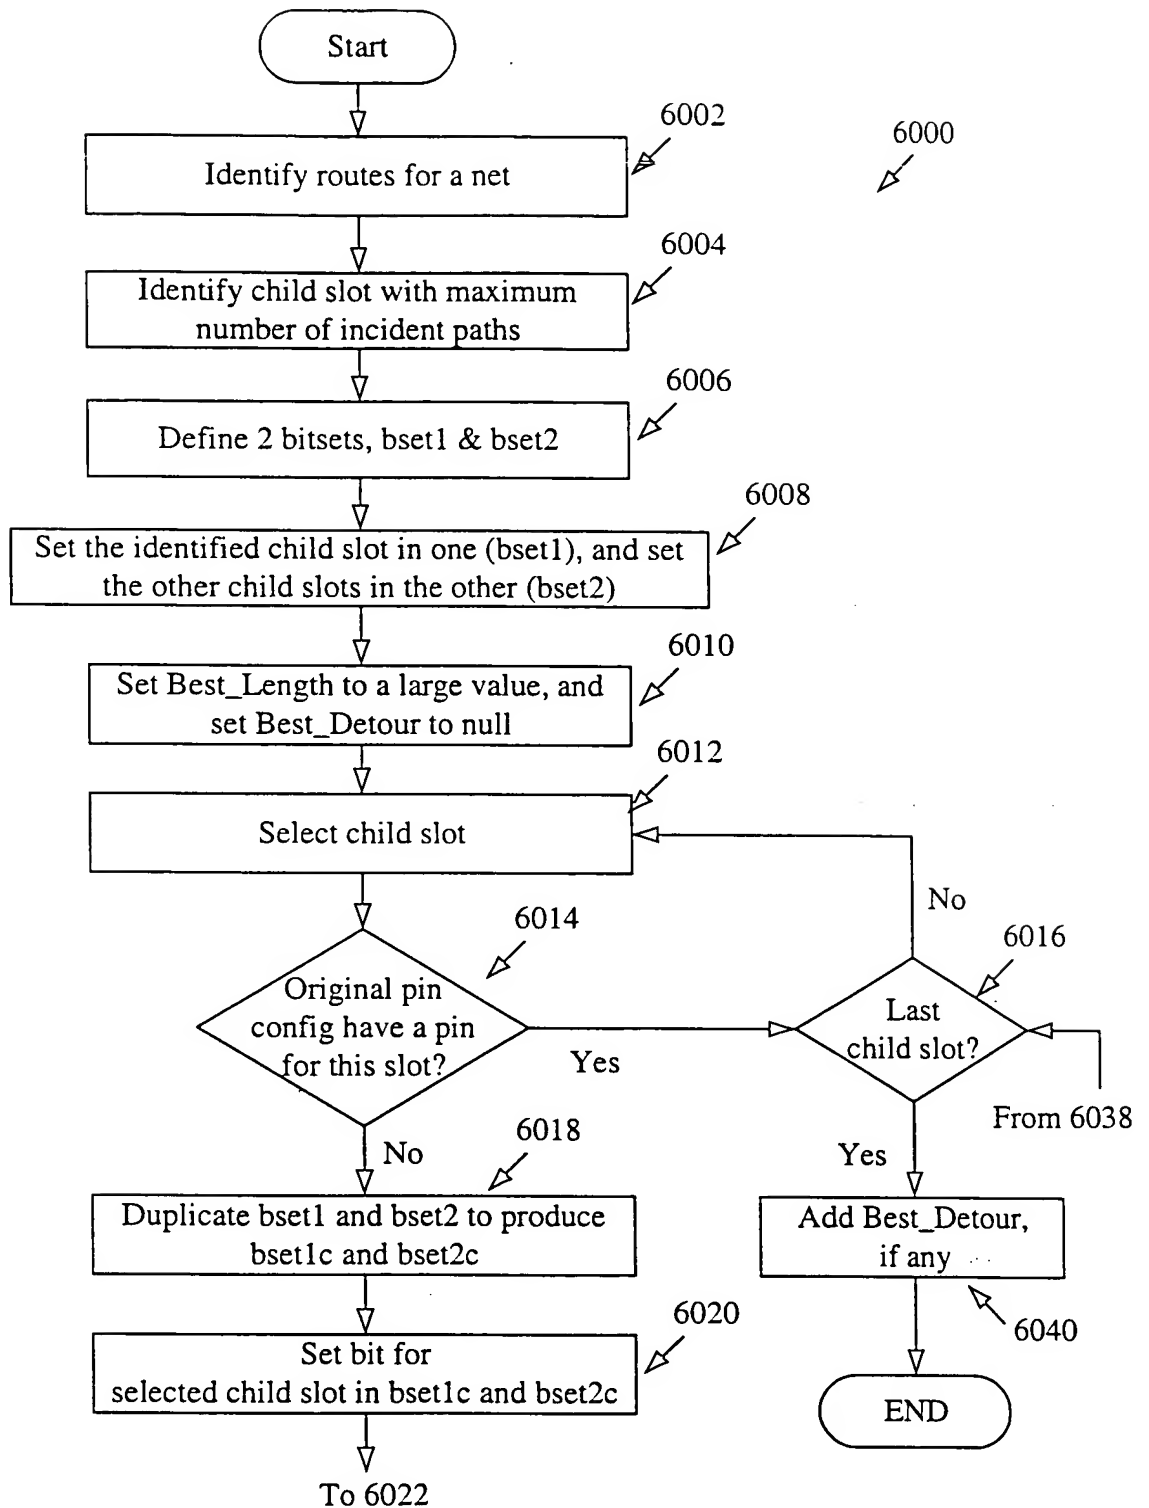 Start
6002
6000
Identify routes for a net
6004
Identify child slot with maximum
number of incident paths
6006
Define 2 bitsets, bset1 & bset2
6008
Set the identified child slot in one (bset1), and set
the other child slots in the other (bset2)
6010
Set Best_Length to a large value, and
set Best_Detour to null
6012
Select child slot
No
6014
6016
Original pin
config have a pin
for this slot?
Last
child slot?
Yes
From 6038
No
6018
Yes
Duplicate bset1 and bset2 to produce
bset1c and bset2c
Add Best_Detour,
if any
6020
6040
Set bit for
selected child slot in bset1c and bset2c
END
To 6022